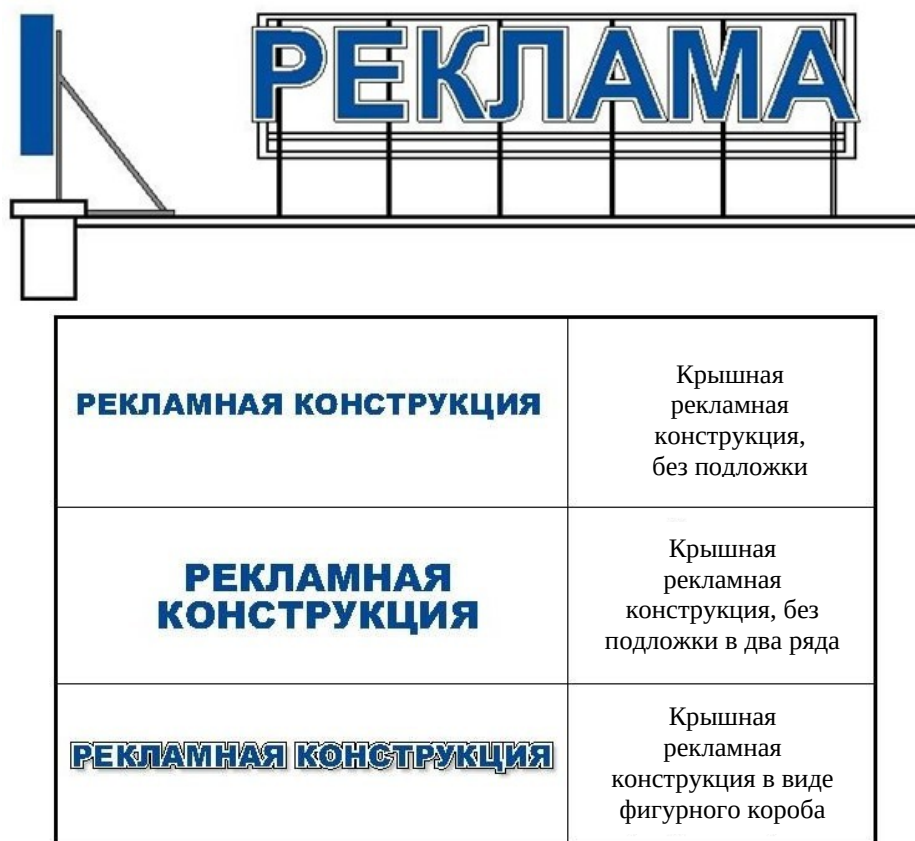 РЕКЛАМА
РЕКЛАМНАЯ КОНСТРУКЦИЯ
Крышная
рекламная
конструкция,
без подложки
РЕКЛАМНАЯ
КОНСТРУКЦИЯ
Крышная
рекламная
конструкция, без
подложки в два ряда
РЕКЛАМНАЯ КОНСТРУКЦИЯ
Крышная
рекламная
конструкция в виде
фигурного короба